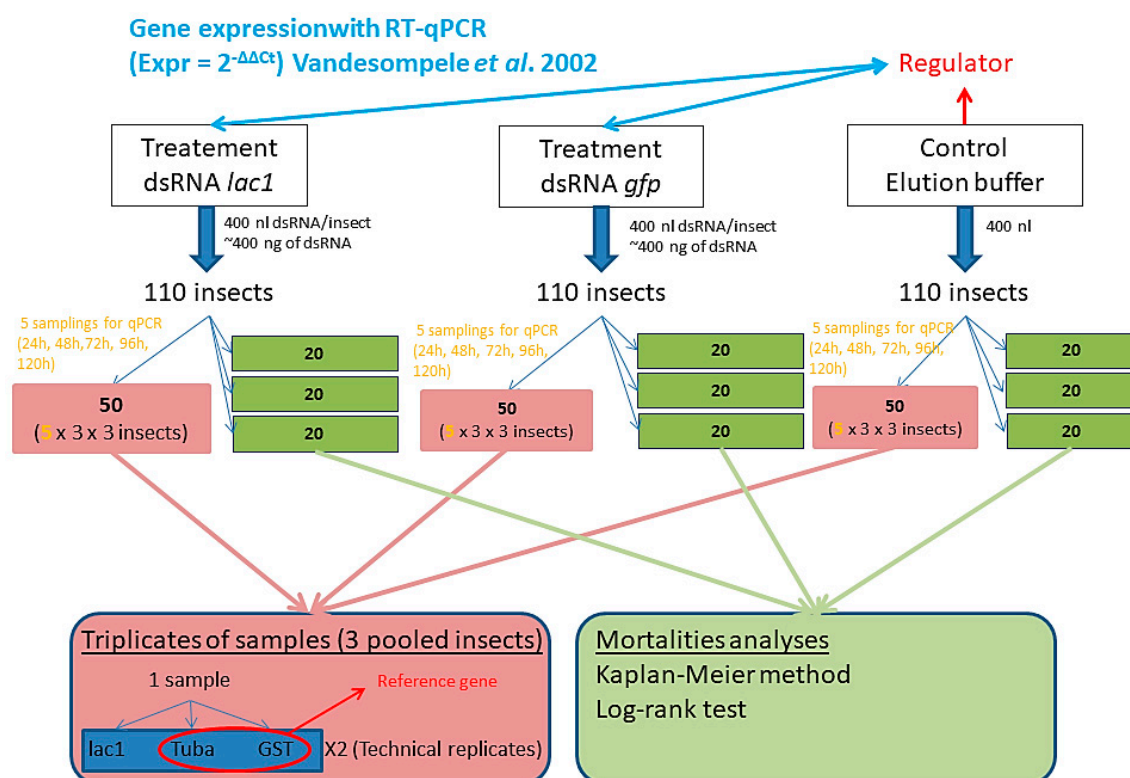 Gene expressionwith RT-qPCR
(Expr = 2^-ΔΔCt) Vandesompele et al. 2002
Regulator
Treatement
dsRNA lac1
Treatment
dsRNA gfp
Control
Elution buffer
400 nl dsRNA/insect
~400 ng of dsRNA
400 nl dsRNA/insect
~400 ng of dsRNA
400 nl
110 insects
110 insects
110 insects
5 samplings for qPCR
(24h, 48h,72h, 96h,
120h)
20
20
20
50
(5 x 3 x 3 insects)
5 samplings for qPCR
(24h, 48h, 72h, 96h,
120h)
20
20
20
50
(5 x 3 x 3 insects)
5 samplings for qPCR
(24h, 48h, 72h, 96h,
120h)
20
20
20
50
(5 x 3 x 3 insects)
Triplicates of samples (3 pooled insects)
1 sample
Reference gene
lac1 Tuba GST X2 (Technical replicates)
Mortalities analyses
Kaplan-Meier method
Log-rank test